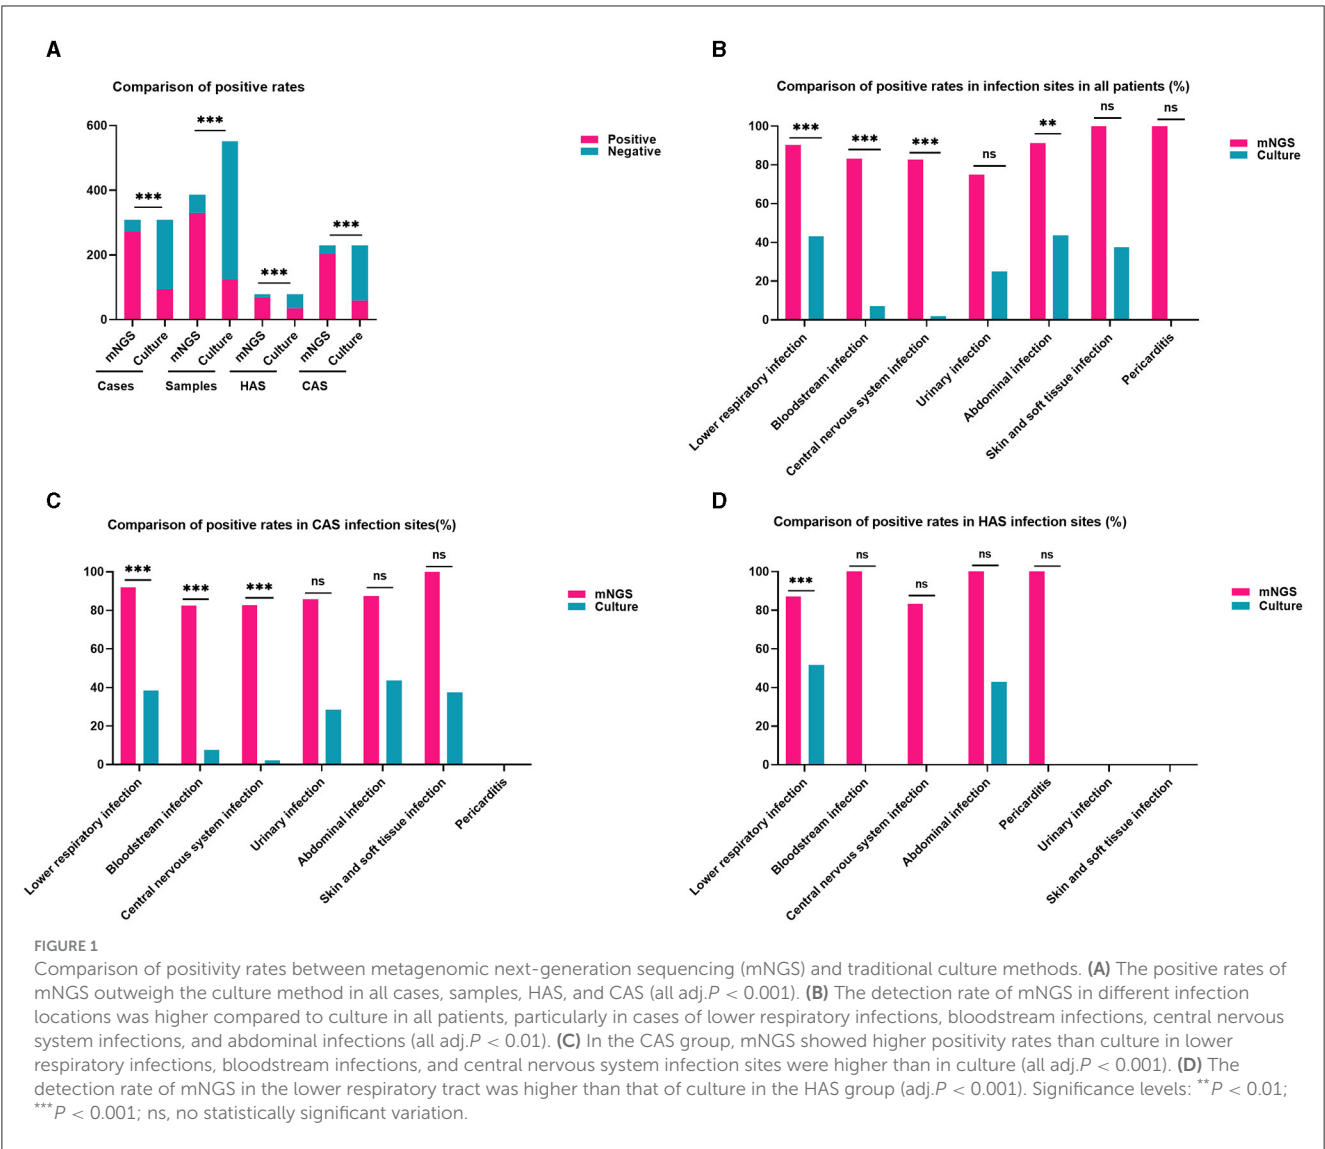 A
Comparison of positive rates
600
400
200
0
***
***
***
***
Positive
Negative
mNGS
Culture
mNGS
Culture
mNGS
Culture
mNGS
Culture
Cases
Samples
HAS
CAS
B
Comparison of positive rates in infection sites in all patients (%)
100
80
60
40
20
0
***
***
***
ns
**
ns
ns
mNGS
Culture
Lower respiratory infection
Bloodstream infection
Central nervous system infection
Urinary infection
Abdominal infection
Skin and soft tissue infection
Pericarditis
C
Comparison of positive rates in CAS infection sites(%)
100
80
60
40
20
0
***
***
***
ns
ns
ns
mNGS
Culture
Lower respiratory infection
Bloodstream infection
Central nervous system infection
Urinary infection
Abdominal infection
Skin and soft tissue infection
Pericarditis
D
Comparison of positive rates in HAS infection sites (%)
100
80
60
40
20
0
***
ns
ns
ns
ns
mNGS
Culture
Lower respiratory infection
Bloodstream infection
Central nervous system infection
Abdominal infection
Pericarditis
Urinary infection
Skin and soft tissue infection
FIGURE 1
Comparison of positivity rates between metagenomic next-generation sequencing (mNGS) and traditional culture methods. (A) The positive rates of
mNGS outweigh the culture method in all cases, samples, HAS, and CAS (all adj.P < 0.001). (B) The detection rate of mNGS in different infection
locations was higher compared to culture in all patients, particularly in cases of lower respiratory infections, bloodstream infections, central nervous
system infections, and abdominal infections (all adj.P < 0.01). (C) In the CAS group, mNGS showed higher positivity rates than culture in lower
respiratory infections, bloodstream infections, and central nervous system infection sites were higher than in culture (all adj.P < 0.001). (D) The
detection rate of mNGS in the lower respiratory tract was higher than that of culture in the HAS group (adj.P < 0.001). Significance levels: **P < 0.01;
***P < 0.001; ns, no statistically significant variation.